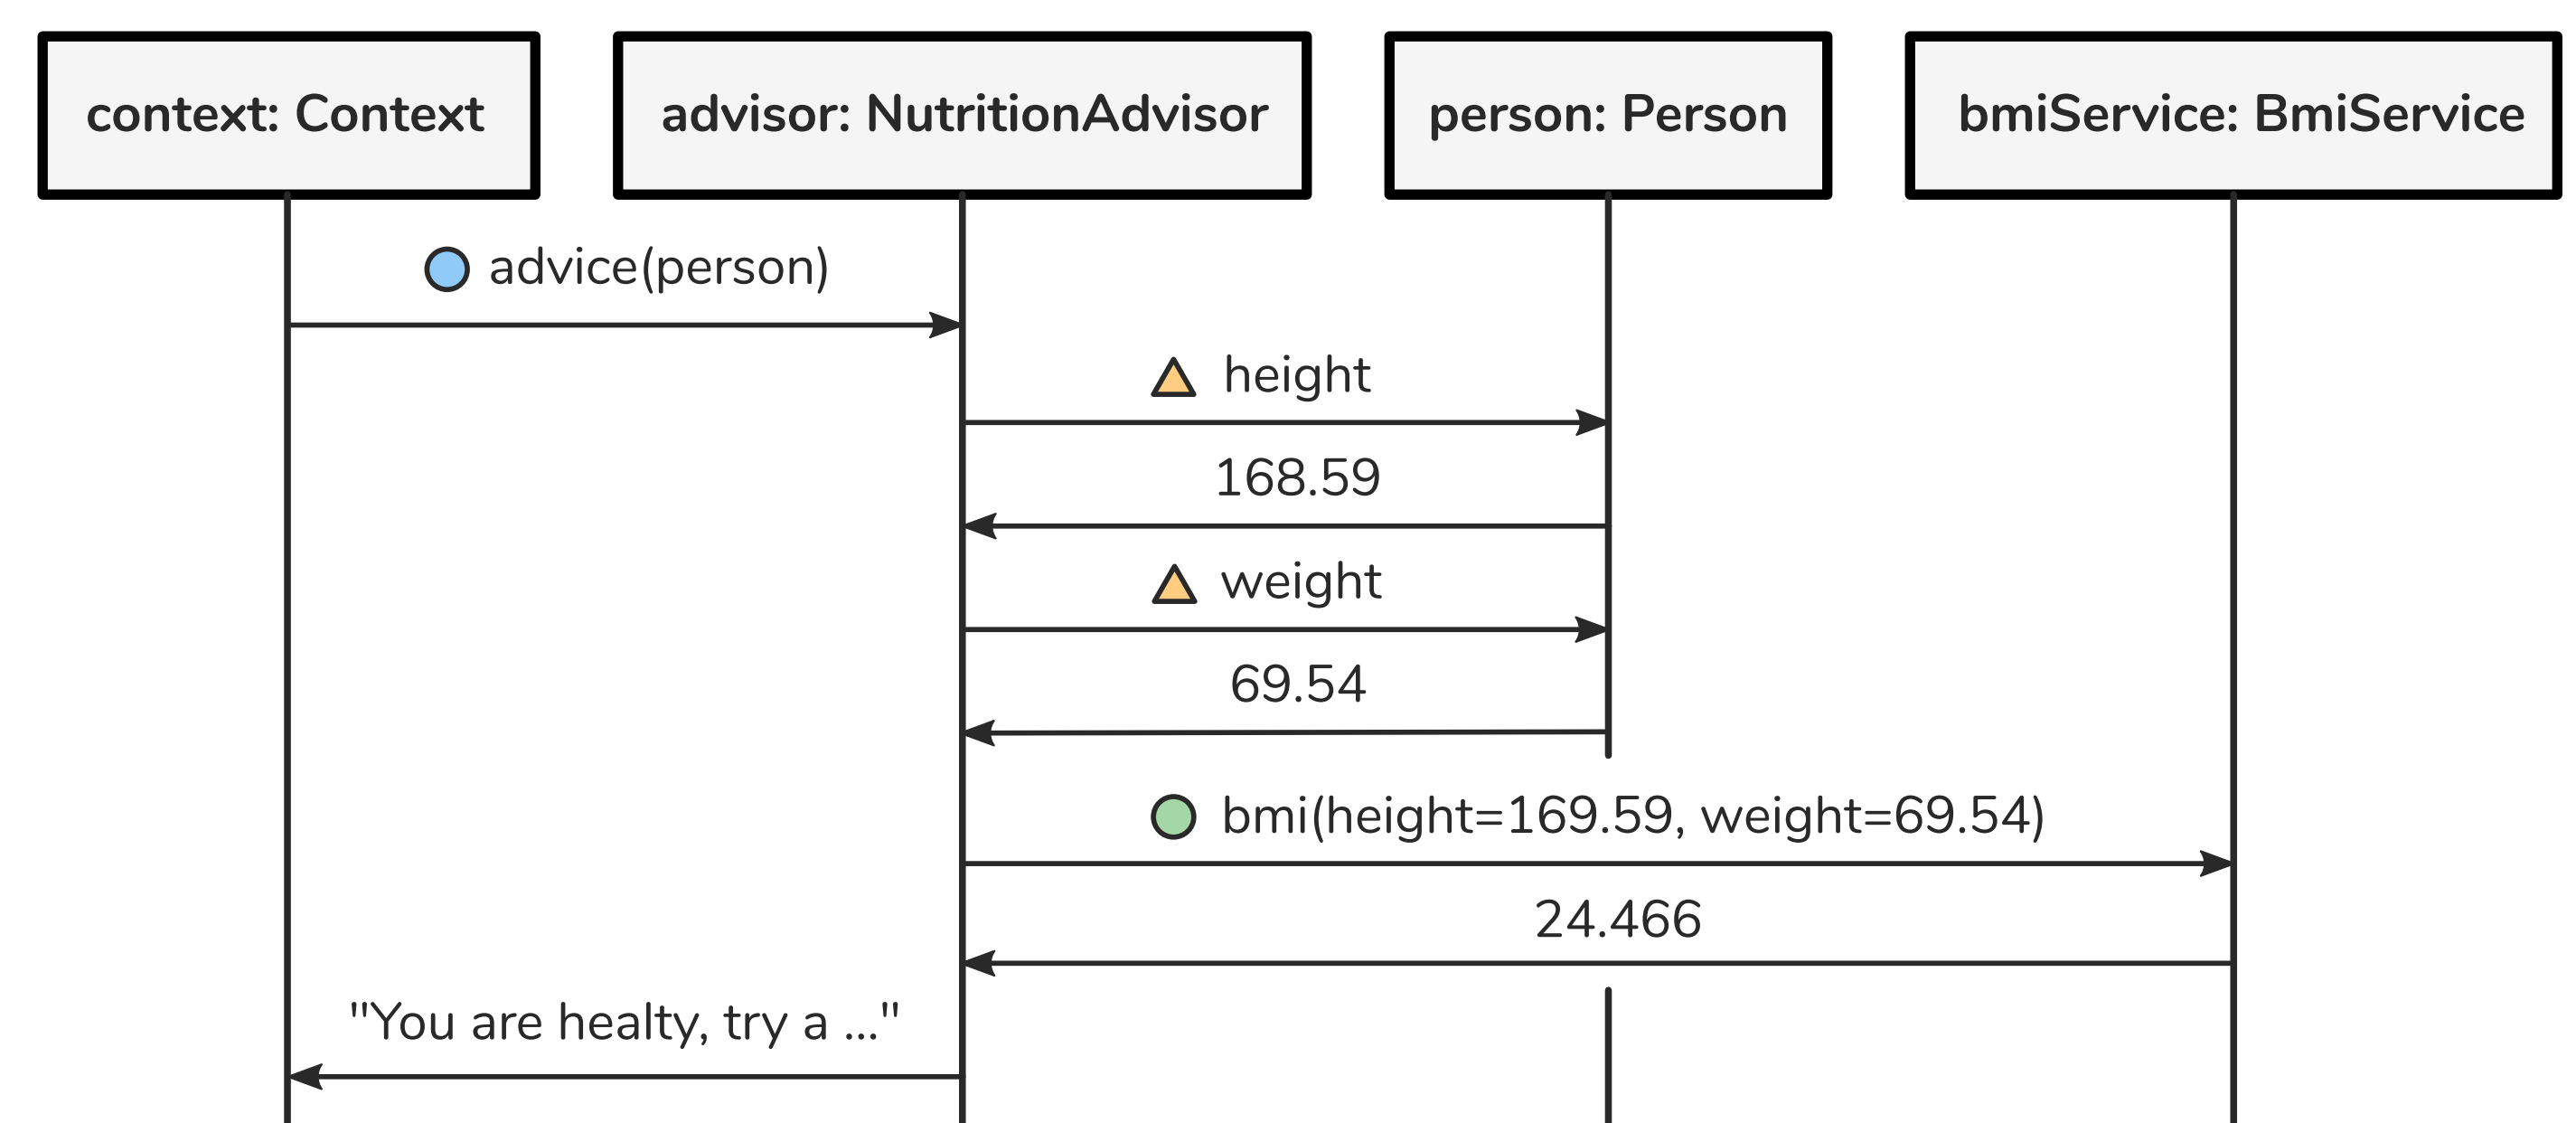 context: Context
advisor: NutritionAdvisor
person: Person
bmiService: BmiService
advice(person)
height
168.59
weight
69.54
bmi(height=169.59, weight=69.54)
24.466
"You are healty, try a ..."